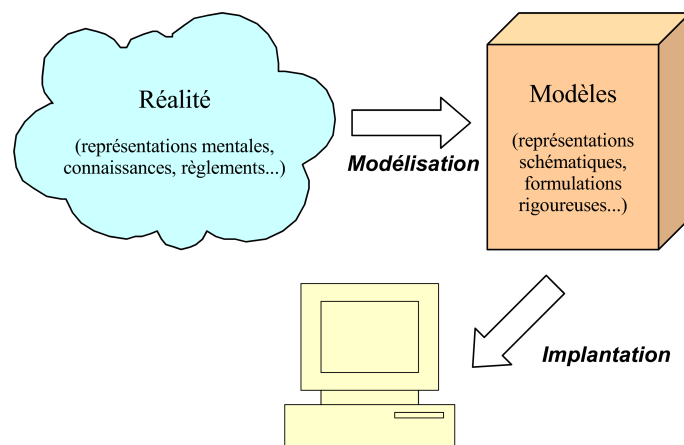 Réalité
(représentations mentales,
connaissances, règlements...)
Modélisation
Modèles
(représentations
schématiques,
formulations
rigoureuses...)
Implantation